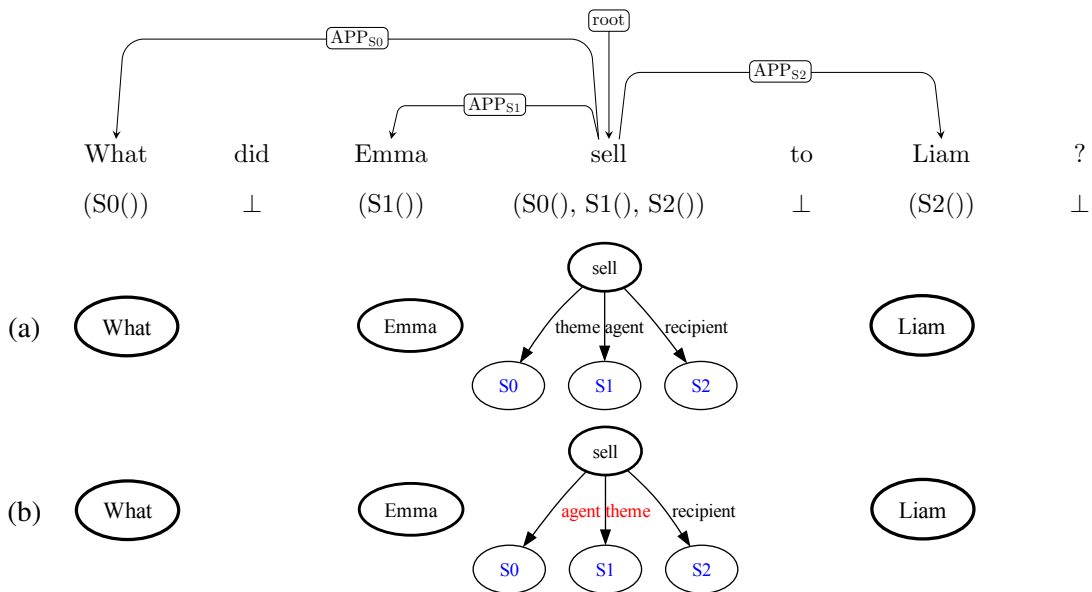 root
APP_S0
APP_S2
APP_S1
What did Emma sell to Liam ?
(S0()) ⊥ (S1()) (S0(), S1(), S2()) ⊥ (S2()) ⊥
sell
(a) What Emma theme agent recipient Liam
S0 S1 S2
sell
(b) What Emma agent theme recipient Liam
S0 S1 S2